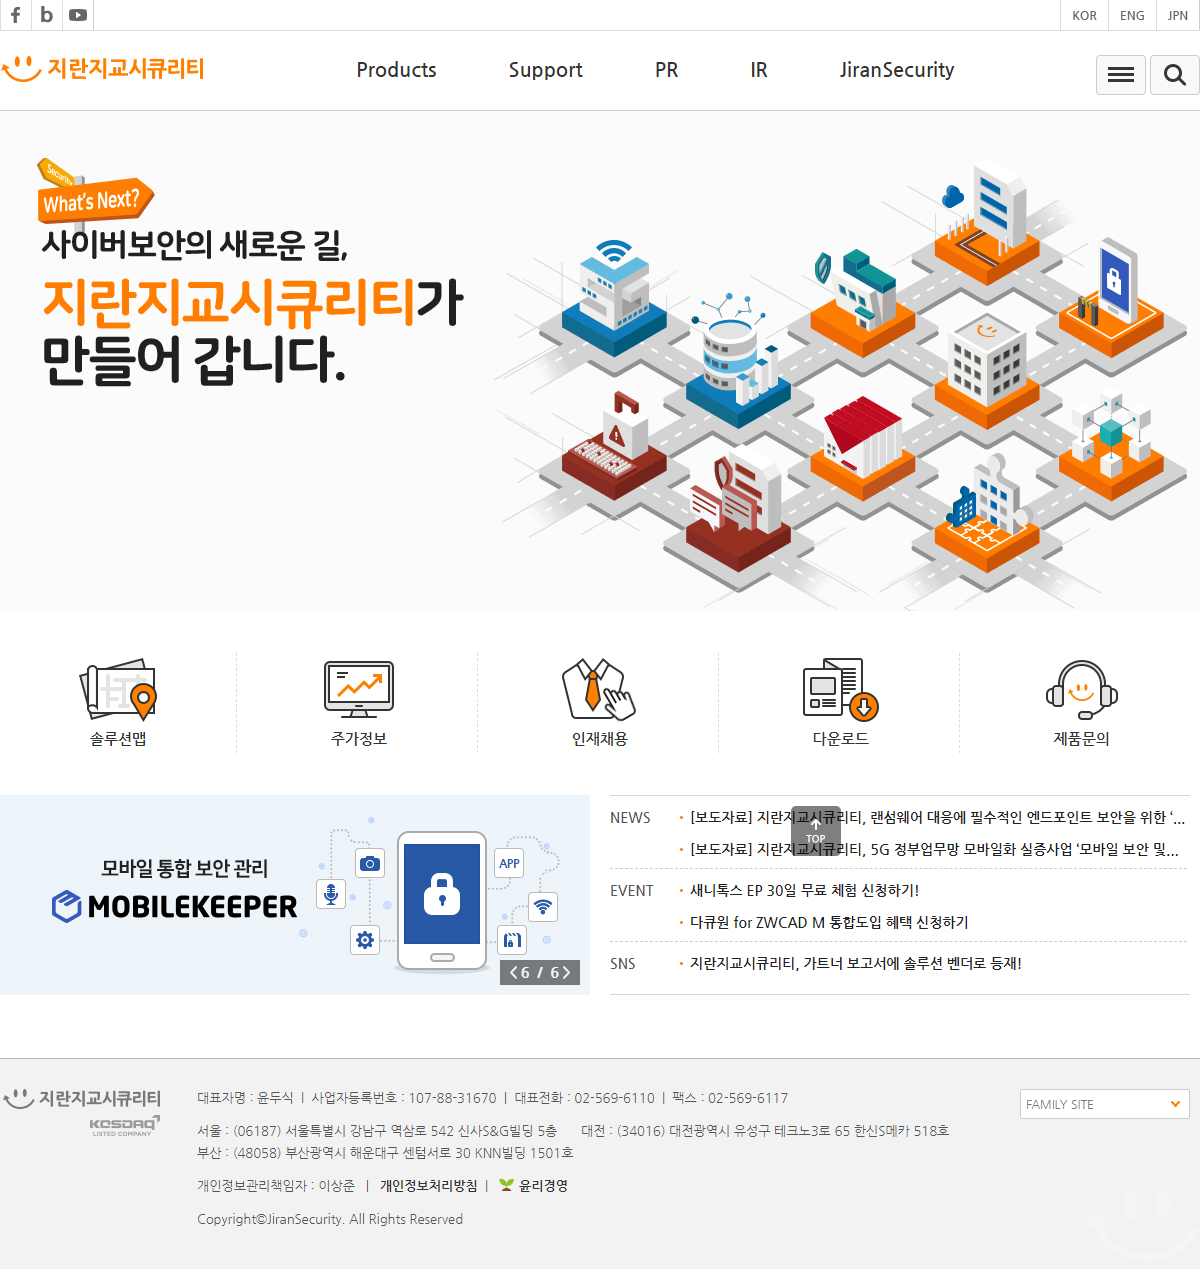 KOR ENG JPN
지란지교시큐리티
Products Support PR IR JiranSecurity
Security
What's Next?
사이버보안의 새로운 길,
지란지교시큐리티가
만들어 갑니다.
솔루션맵
주가정보
인재채용
다운로드
제품문의
모바일 통합 보안 관리
MOBILEKEEPER
APP
6 / 6
NEWS
[보도자료] 지란지교시큐리티, 랜섬웨어 대응에 필수적인 엔드포인트 보안을 위한 ‘...
[보도자료] 지란지교시큐리티, 5G 정부업무망 모바일화 실증사업 ‘모바일 보안 및...
TOP
EVENT
새니톡스 EP 30일 무료 체험 신청하기!
다큐원 for ZWCAD M 통합도입 혜택 신청하기
SNS
지란지교시큐리티, 가트너 보고서에 솔루션 벤더로 등재!
지란지교시큐리티
KOSDAQ
LISTED COMPANY
대표자명 : 윤두식 | 사업자등록번호 : 107-88-31670 | 대표전화 : 02-569-6110 | 팩스 : 02-569-6117
서울 : (06187) 서울특별시 강남구 역삼로 542 신사S&G빌딩 5층 대전 : (34016) 대전광역시 유성구 테크노3로 65 한신S메카 518호
부산 : (48058) 부산광역시 해운대구 센텀서로 30 KNN빌딩 1501호
개인정보관리책임자 : 이상준 | 개인정보처리방침 | 윤리경영
Copyright©JiranSecurity. All Rights Reserved
FAMILY SITE